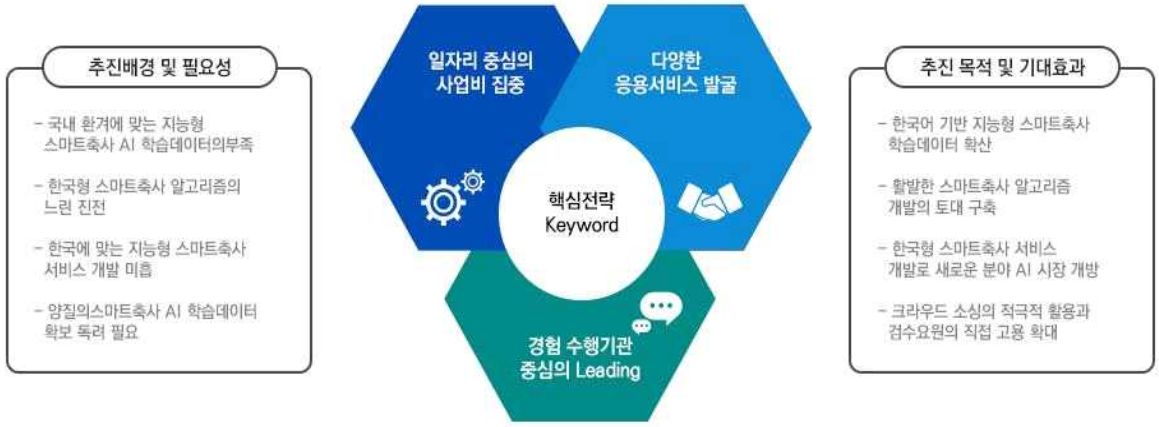 추진배경 및 필요성
- 국내 환겨에 맞는 지능형
스마트축사 AI 학습데이터의부족
- 한국형 스마트축사 알고리즘의
느린 진전
- 한국에 맞는 지능형 스마트축사
서비스 개발 미흡
- 양질의스마트축사 AI 학습데이터
확보 독려 필요
일자리 중심의
사업비 집중
다양한
응용서비스 발굴
핵심전략
Keyword
경험 수행기관
중심의 Leading
추진 목적 및 기대효과
- 한국어 기반 지능형 스마트축사
학습데이터 확산
- 활발한 스마트축사 알고리즘
개발의 토대 구축
- 한국형 스마트축사 서비스
개발로 새로운 분야 AI 시장 개방
- 크라우드 소싱의 적극적 활용과
검수요원의 직접 고용 확대